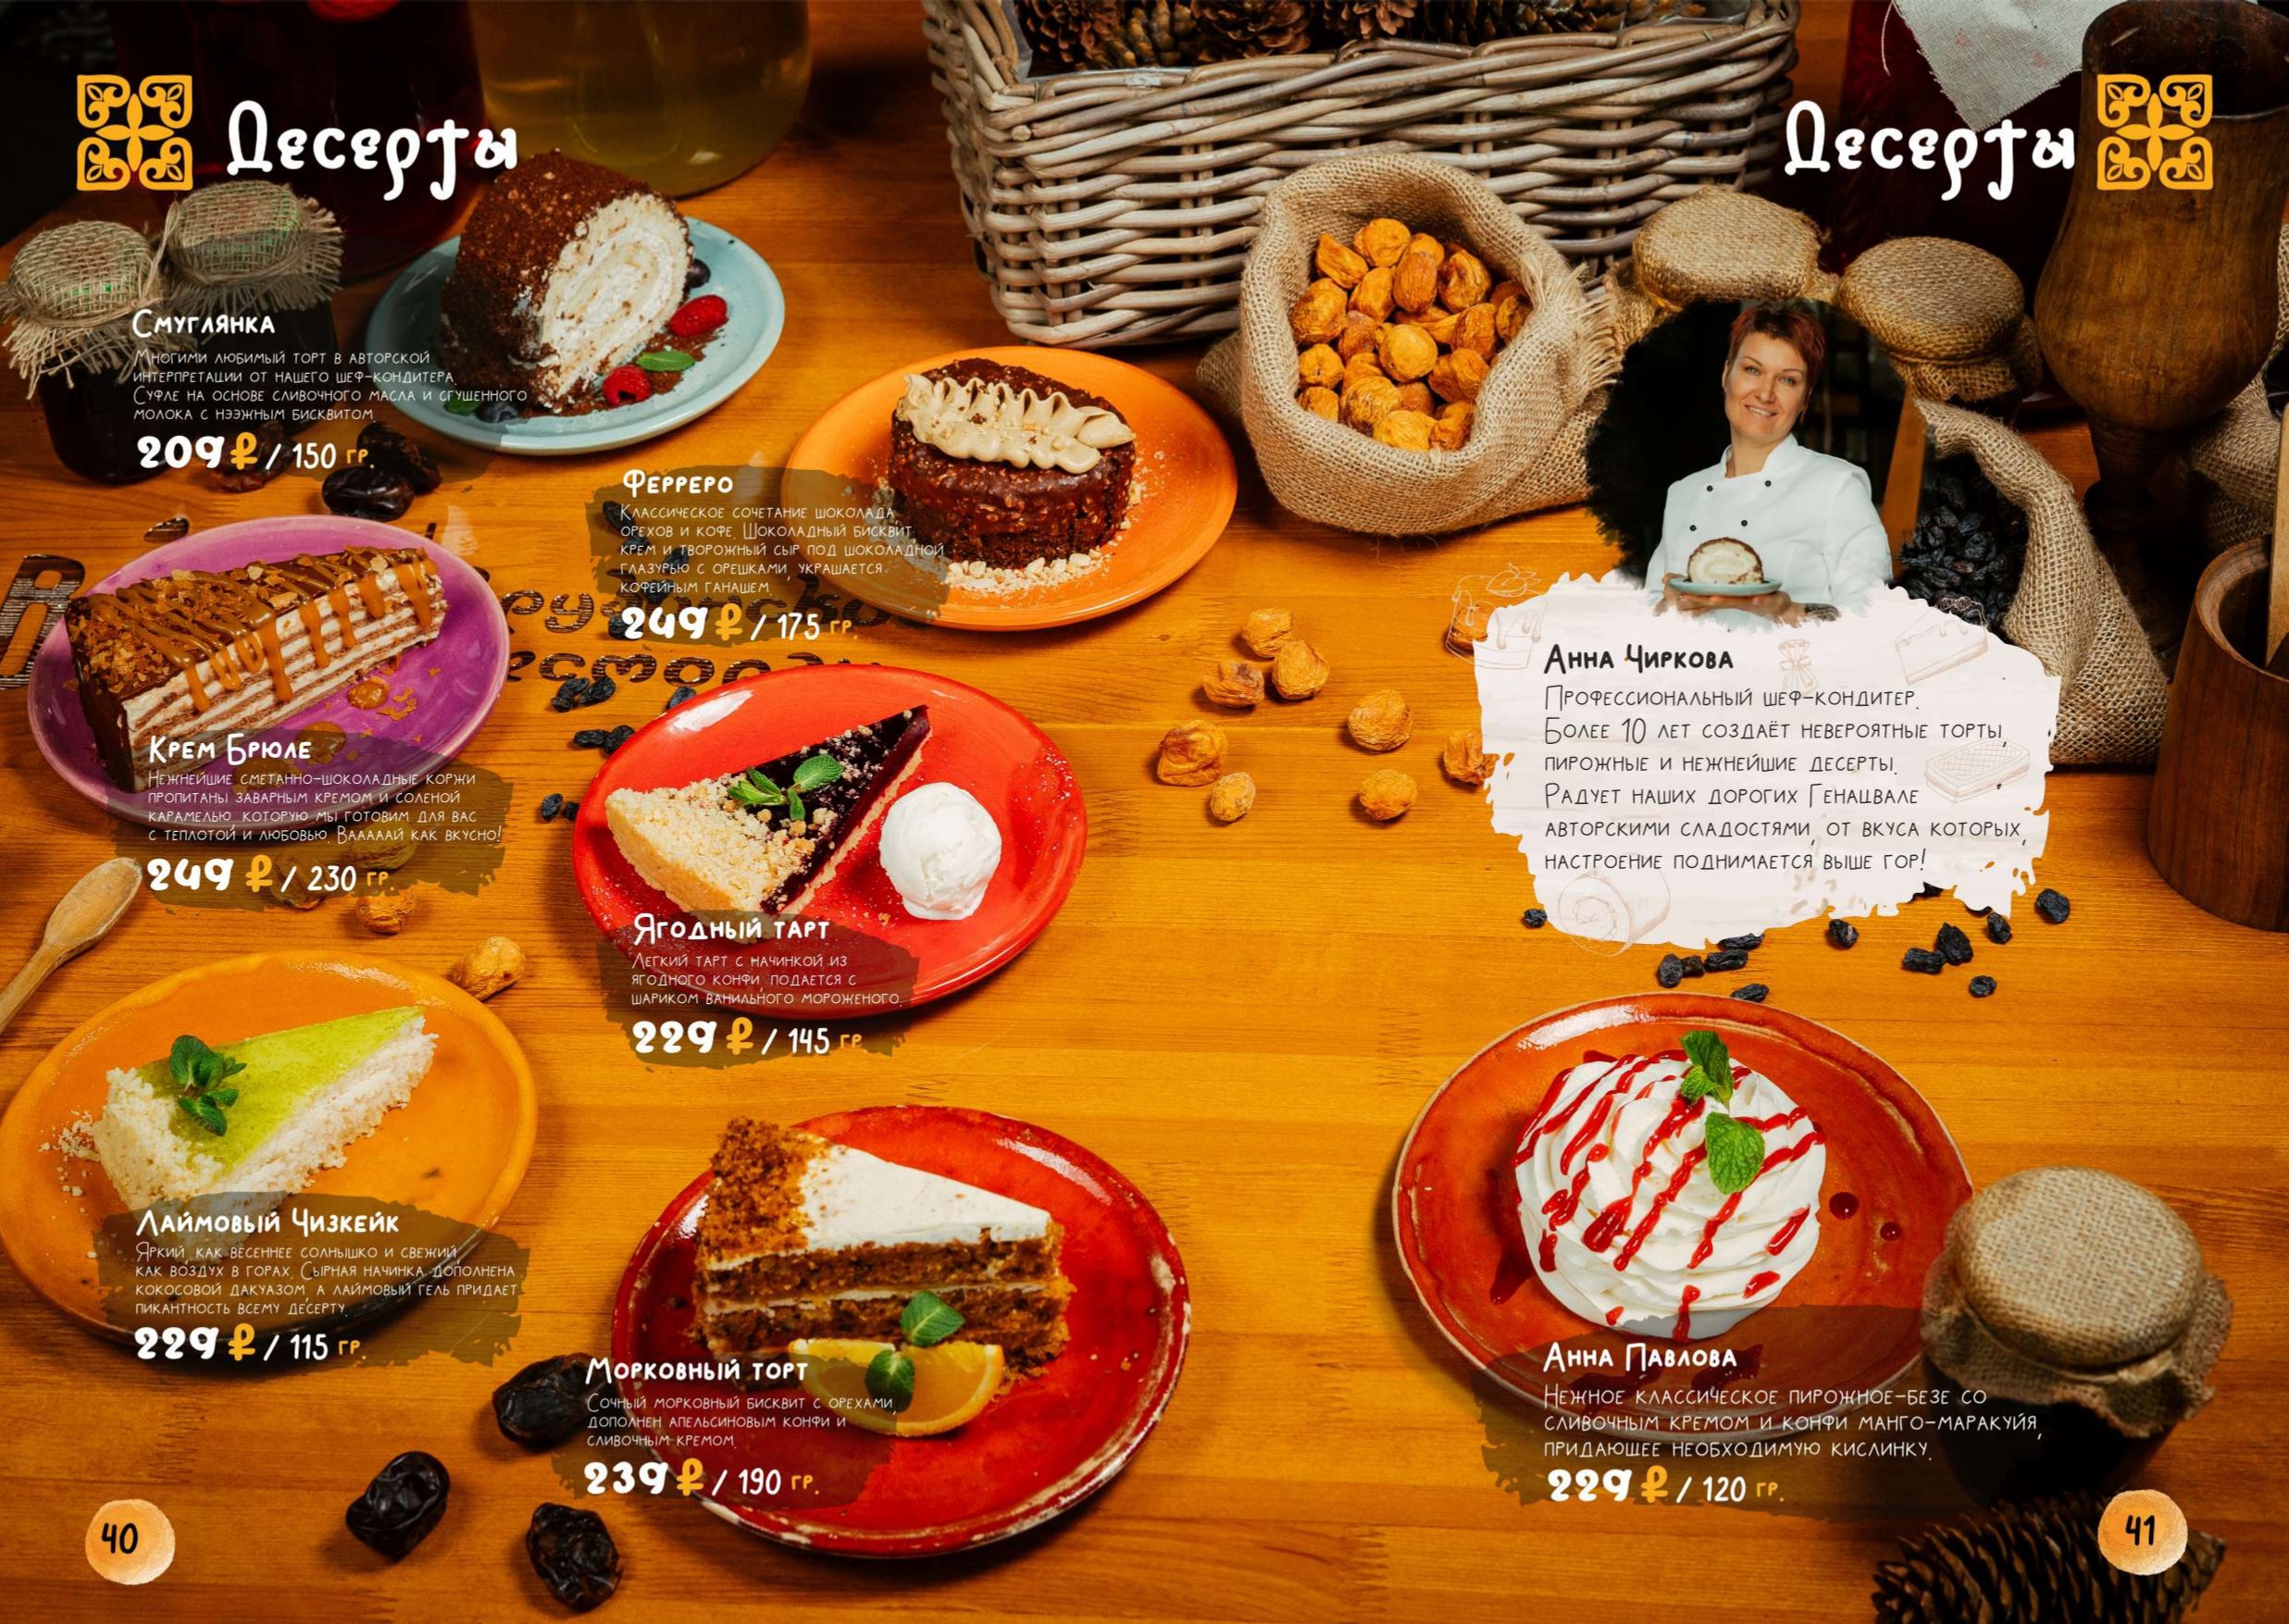 Десерты
Десерты
Смуглянка
Многими любимый торт в авторской
интерпретации от нашего шеф-кондитера.
Суфле на основе сливочного масла и сгущенного
молока с нээжным бисквитом.
209 ₽ / 150 гр.
Ферреро
Классическое сочетание шоколада,
орехов и кофе. Шоколадный бисквит,
крем и творожный сыр под шоколадной
глазурью с орешками, украшается
кофейным ганашем.
249 ₽ / 175 гр.
Крем Брюле
Нежнейшие сметанно-шоколадные коржи
пропитаны заварным кремом и соленой
карамелью, которую мы готовим для вас
с теплотой и любовью. Вааааай как вкусно!
249 ₽ / 230 гр.
Ягодный тарт
Легкий тарт с начинкой из
ягодного конфи, подается с
шариком ванильного мороженого.
229 ₽ / 145 гр.
Лаймовый Чизкейк
Яркий, как весеннее солнышко и свежий,
как воздух в горах. Сырная начинка дополнена
кокосовой дакуазом, а лаймовый гель придает
пикантность всему десерту.
229 ₽ / 115 гр.
Морковный торт
Сочный морковный бисквит с орехами,
дополнен апельсиновым конфи и
сливочным кремом.
239 ₽ / 190 гр.
40
Анна Чиркова
Профессиональный шеф-кондитер.
Более 10 лет создаёт невероятные торты,
пирожные и нежнейшие десерты.
Радует наших дорогих Генацвале
авторскими сладостями, от вкуса которых,
настроение поднимается выше гор!
Анна Павлова
Нежное классическое пирожное-безе со
сливочным кремом и конфи манго-маракуйя,
придающее необходимую кислинку.
229 ₽ / 120 гр.
41